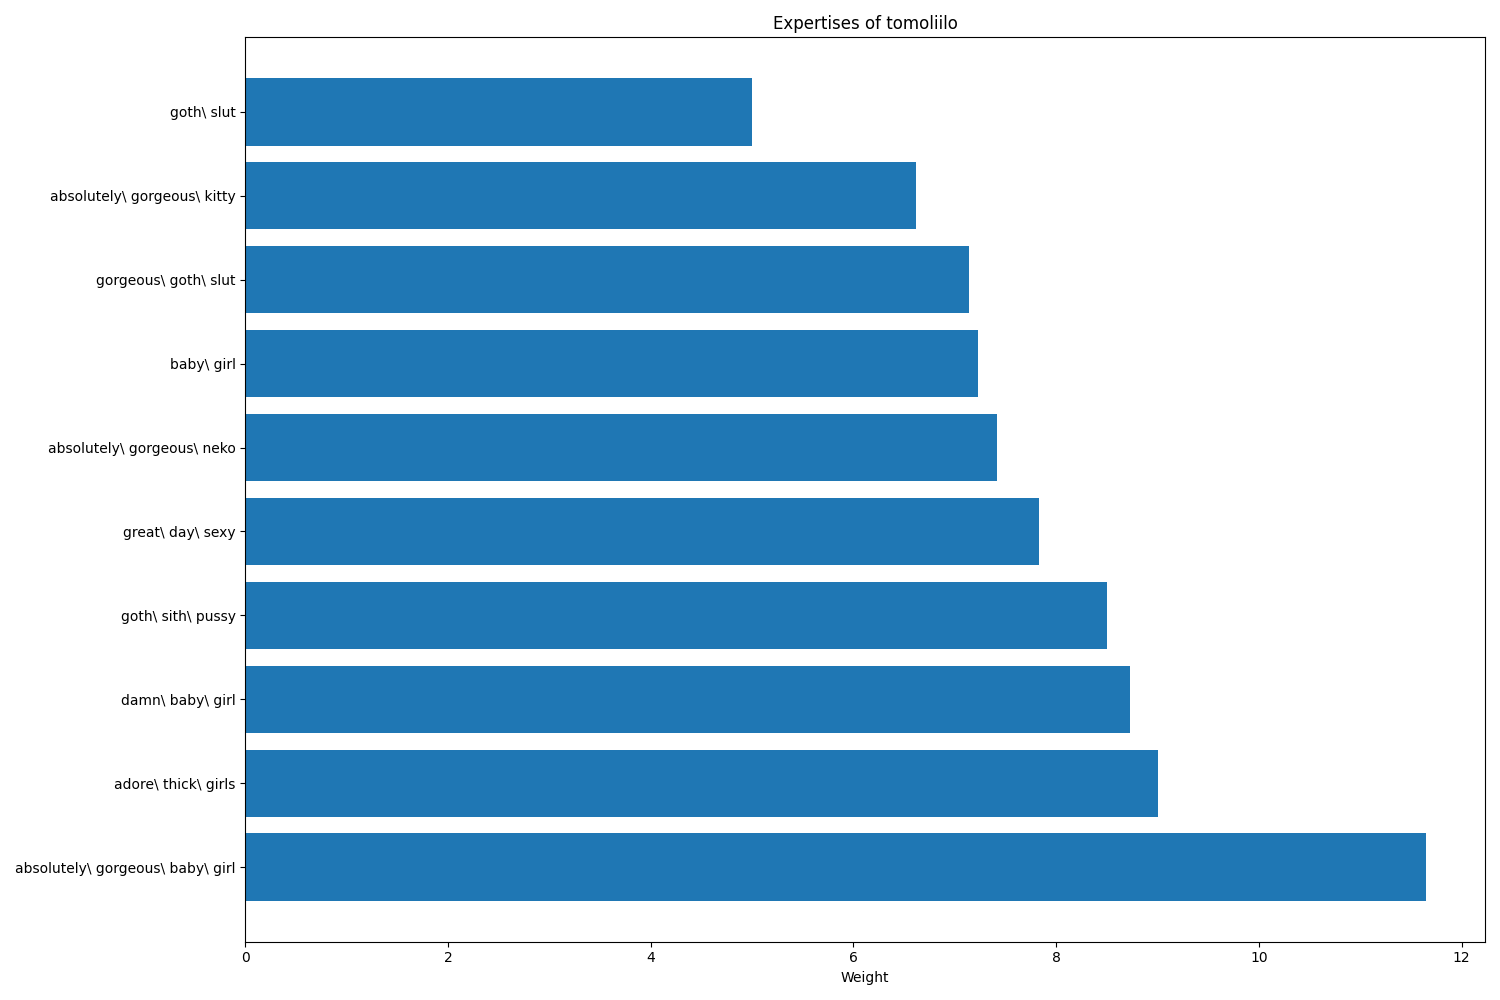 Expertises of tomoliilo
goth\ slut
absolutely\ gorgeous\ kitty
gorgeous\ goth\ slut
baby\ girl
absolutely\ gorgeous\ neko
great\ day\ sexy
goth\ sith\ pussy
damn\ baby\ girl
adore\ thick\ girls
absolutely\ gorgeous\ baby\ girl
0 2 4 6 8 10 12
Weight